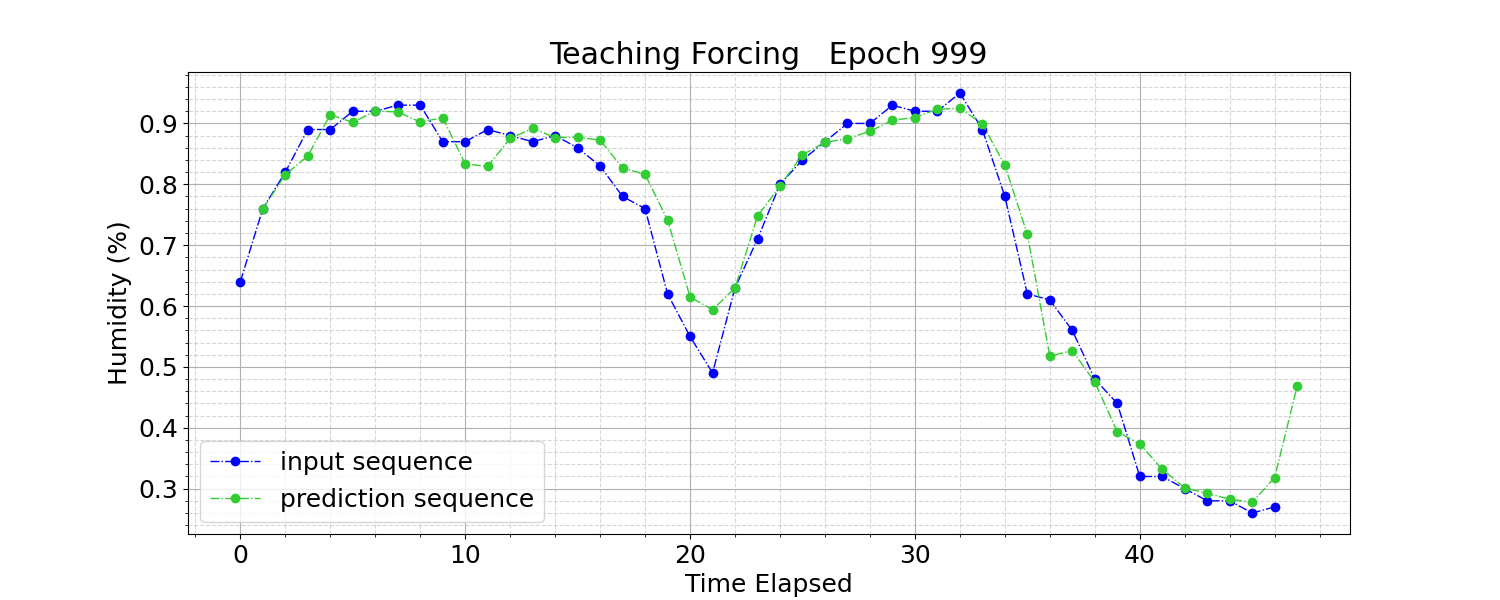 Teaching Forcing   Epoch 999
Humidity (%)
0.9
0.8
0.7
0.6
0.5
0.4
0.3
input sequence
prediction sequence
0 10 20 30 40
Time Elapsed